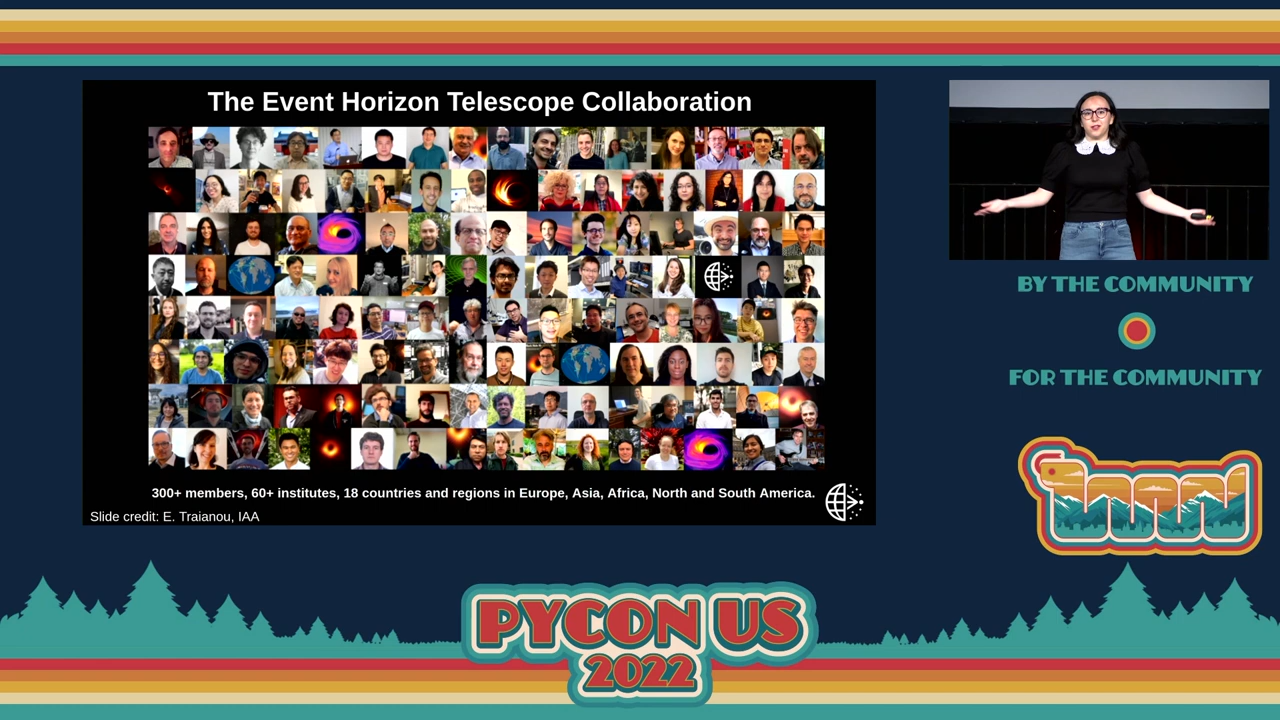 The Event Horizon Telescope Collaboration
300+ members, 60+ institutes, 18 countries and regions in Europe, Asia, Africa, North and South America.
Slide credit: E. Traianou, IAA
BY THE COMMUNITY
FOR THE COMMUNITY
PYCON US
2022